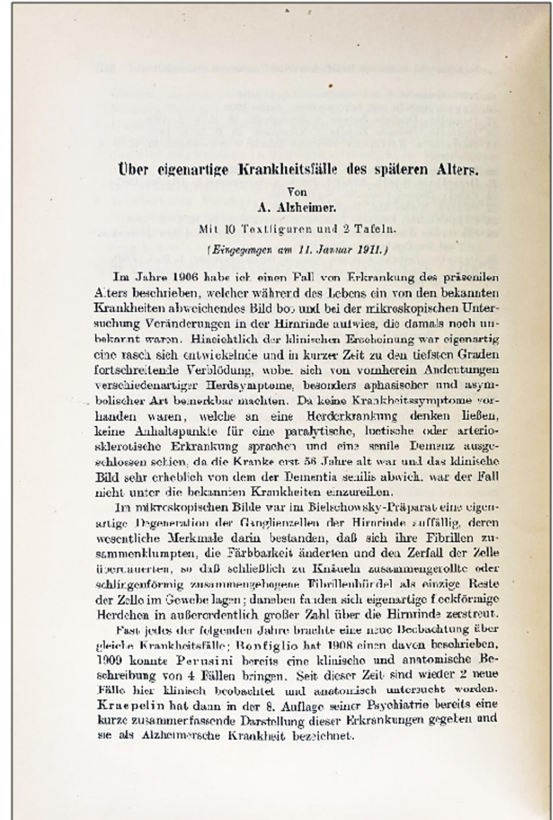 Über eigenartige Krankheitsfälle des späteren Alters.
Von
A. Alzheimer.
Mit 10 Textfiguren und 2 Tafeln.
(Eingegangen am 11. Januar 1911.)
Im Jahre 1906 habe ich einen Fall von Erkrankung des präsenilen
Alters beschrieben, welcher während des Lebens ein von den bekannten
Krankheiten abweichendes Bild bot und bei der mikroskopischen Unter-
suchung Veränderungen in der Hirnrinde aufwies, die damals noch un-
bekannt waren. Hinsichtlich der klinischen Erscheinung war eigenartig
eine rasch sich entwickelnde und in kurzer Zeit zu den tiefsten Graden
fortschreitende Verblödung, wobei sich von vornherein Andeutungen
verschiedenartiger Herdsymptome, besonders aphasischer und asym-
bolischer Art bemerkbar machten. Da keine Krankheitssymptome vor-
handen waren, welche an eine Herderkrankung denken ließen,
keine Anhaltspunkte für eine paralytische, luetische oder arterio-
sklerotische Erkrankung sprachen und eine senile Demenz ausge-
schlossen schien, da die Kranke erst 56 Jahre alt war und das klinische
Bild sehr erheblich von dem der Dementia senilis abwich, war der Fall
nicht unter die bekannten Krankheiten einzureihen.
Im mikroskopischen Bilde war im Bielschowsky-Präparat eine eigen-
artige Degeneration der Ganglienzellen der Hirnrinde auffällig, deren
wesentliche Merkmale darin bestanden, daß sich ihre Fibrillen zu-
sammenklumpten, die Färbbarkeit änderten und den Zerfall der Zelle
überdauerten, so daß schließlich zu Knäueln zusammengerollte oder
schlingenförmig zusammengebogene Fibrillenbündel als einzige Reste
der Zelle im Gewebe lagen; daneben fanden sich eigenartige fleckförmige
Herdchen in außerordentlich großer Zahl über die Hirnrinde zerstreut.
Fast jedes der folgenden Jahre brachte eine neue Beobachtung über
gleiche Krankheitsfälle; Bonfiglio hat 1908 einen davon beschrieben,
1909 konnte Perusini bereits eine klinische und anatomische Be-
schreibung von 4 Fällen bringen. Seit dieser Zeit sind wieder 2 neue
Fälle hier klinisch beobachtet und anatomisch untersucht worden.
Kraepelin hat dann in der 8. Auflage seiner Psychiatrie bereits eine
kurze zusammenfassende Darstellung dieser Erkrankungen gegeben und
sie als Alzheimersche Krankheit bezeichnet.